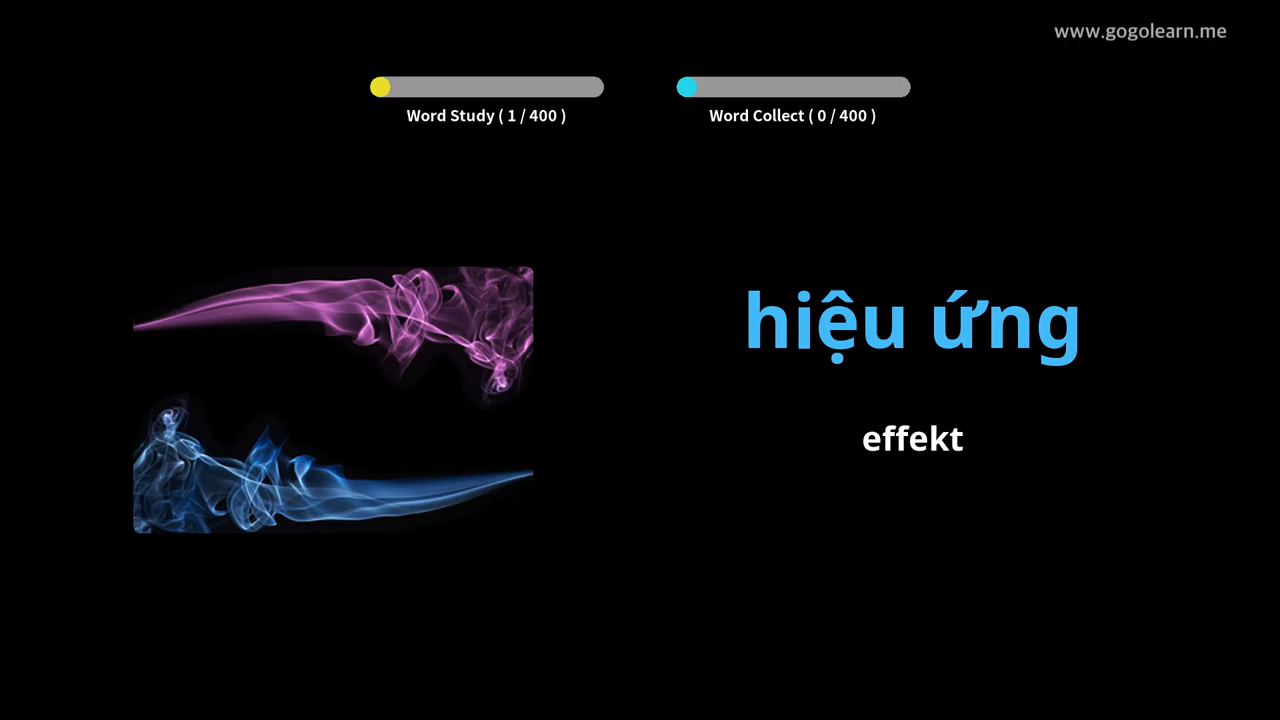 www.gogolearn.me
Word Study ( 1 / 400 )
Word Collect ( 0 / 400 )
hiệu ứng
effekt